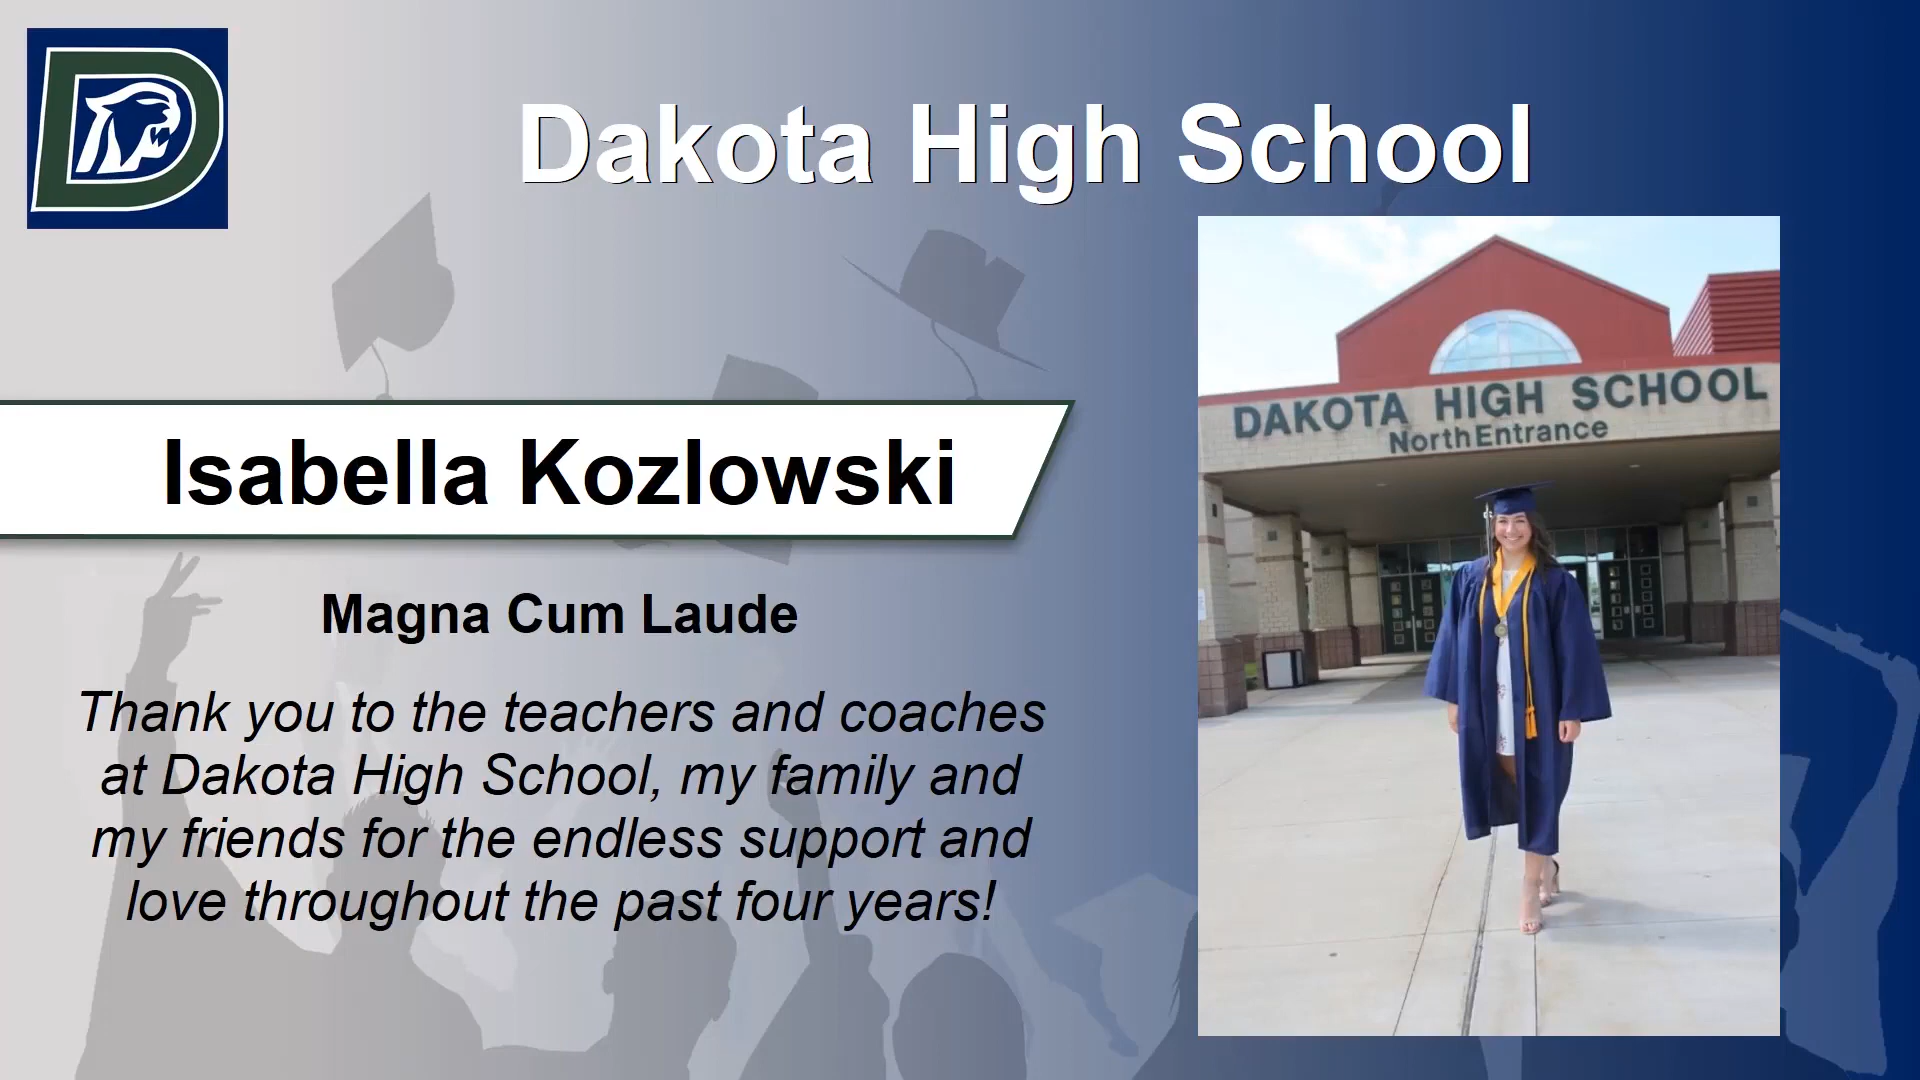 D
Dakota High School
DAKOTA HIGH SCHOOL
North Entrance
Isabella Kozlowski
Magna Cum Laude
Thank you to the teachers and coaches
at Dakota High School, my family and
my friends for the endless support and
love throughout the past four years!